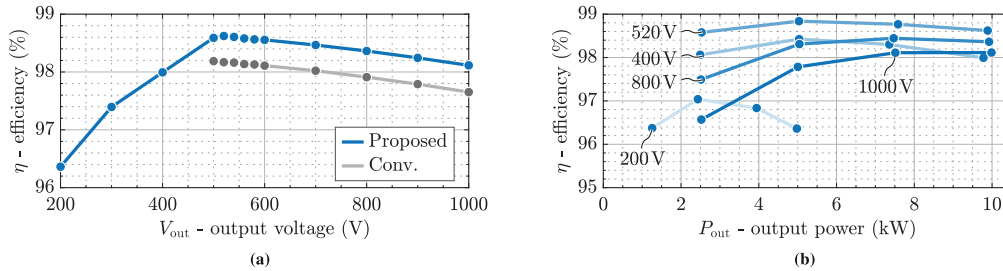 99
98
97
96
200
400
600
800
1000
η - efficiency (%)
V_out - output voltage (V)
Proposed
Conv.
(a)
99
98
97
96
95
0
2
4
6
8
10
η - efficiency (%)
P_out - output power (kW)
520 V
400 V
800 V
200 V
1000 V
(b)